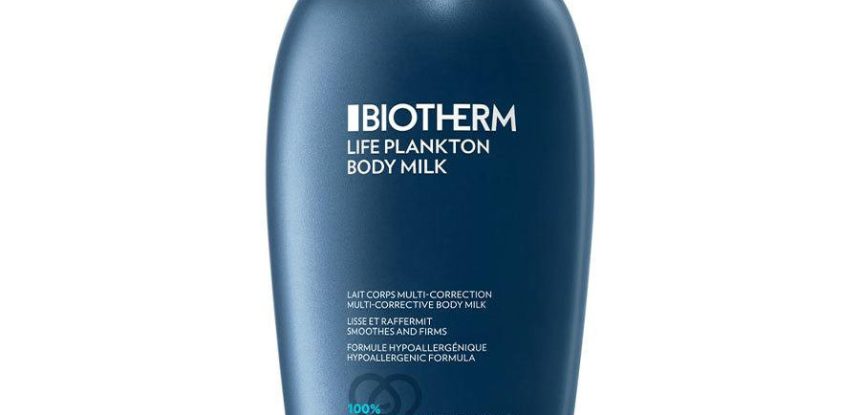 BIOTHERM
LIFE PLANKTON
BODY MILK
LAIT CORPS MULTI-CORRECTION
MULTI-CORRECTIVE BODY MILK
LISSE ET RAFFERMIT
SMOOTHES AND FIRMS
FORMULE HYPOALLERGÉNIQUE
HYPOALLERGENIC FORMULA
100%